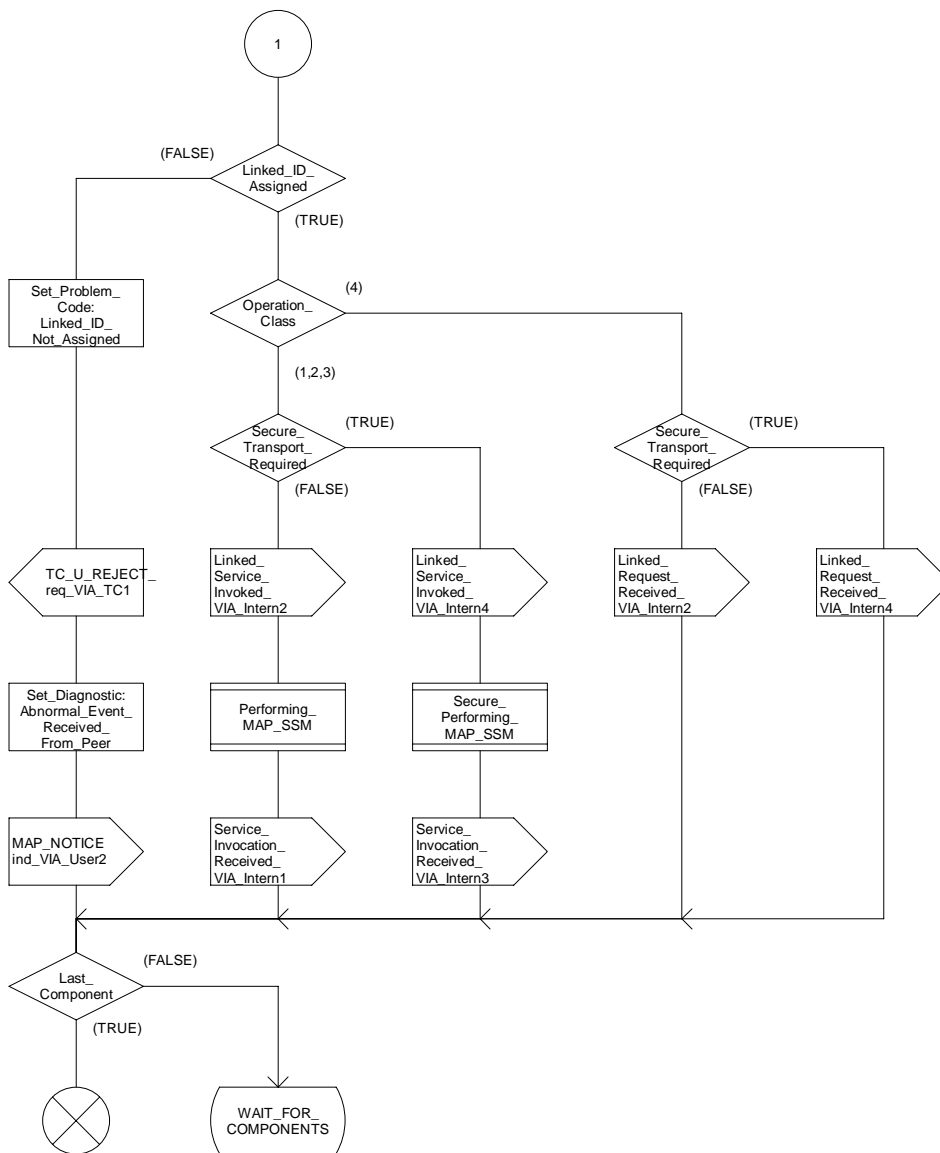 1
(FALSE)
Linked_ID_
Assigned
(TRUE)
Set_Problem_
Code:
Linked_ID_
Not_Assigned
Operation_
Class
(4)
(1,2,3)
Secure_
Transport_
Required
(TRUE)
(FALSE)
Secure_
Transport_
Required
(TRUE)
(FALSE)
TC_U_REJECT_
req_VIA_TC1
Linked_
Service_
Invoked_
VIA_Intern2
Linked_
Service_
Invoked_
VIA_Intern4
Linked_
Request_
Received_
VIA_Intern2
Linked_
Request_
Received_
VIA_Intern4
Set_Diagnostic:
Abnormal_Event_
Received_
From_Peer
Performing_
MAP_SSM
Secure_
Performing_
MAP_SSM
MAP_NOTICE
ind_VIA_User2
Service_
Invocation_
Received_
VIA_Intern1
Service_
Invocation_
Received_
VIA_Intern3
Last_
Component
(FALSE)
(TRUE)
WAIT_FOR_
COMPONENTS